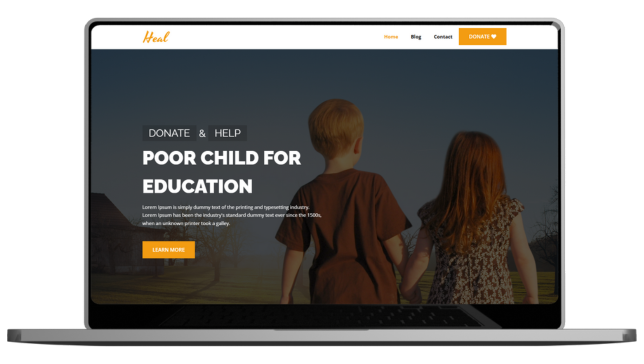 Heal
Home Blog Contact DONATE
DONATE & HELP
POOR CHILD FOR
EDUCATION
Lorem Ipsum is simply dummy text of the printing and typesetting industry.
Lorem Ipsum has been the industry's standard dummy text ever since the 1500s,
when an unknown printer took a galley.
LEARN MORE